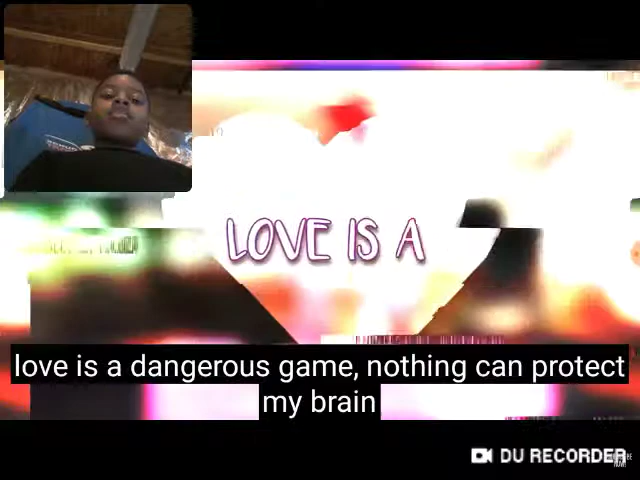 LOVE IS A
love is a dangerous game, nothing can protect
my brain
DU RECORDER